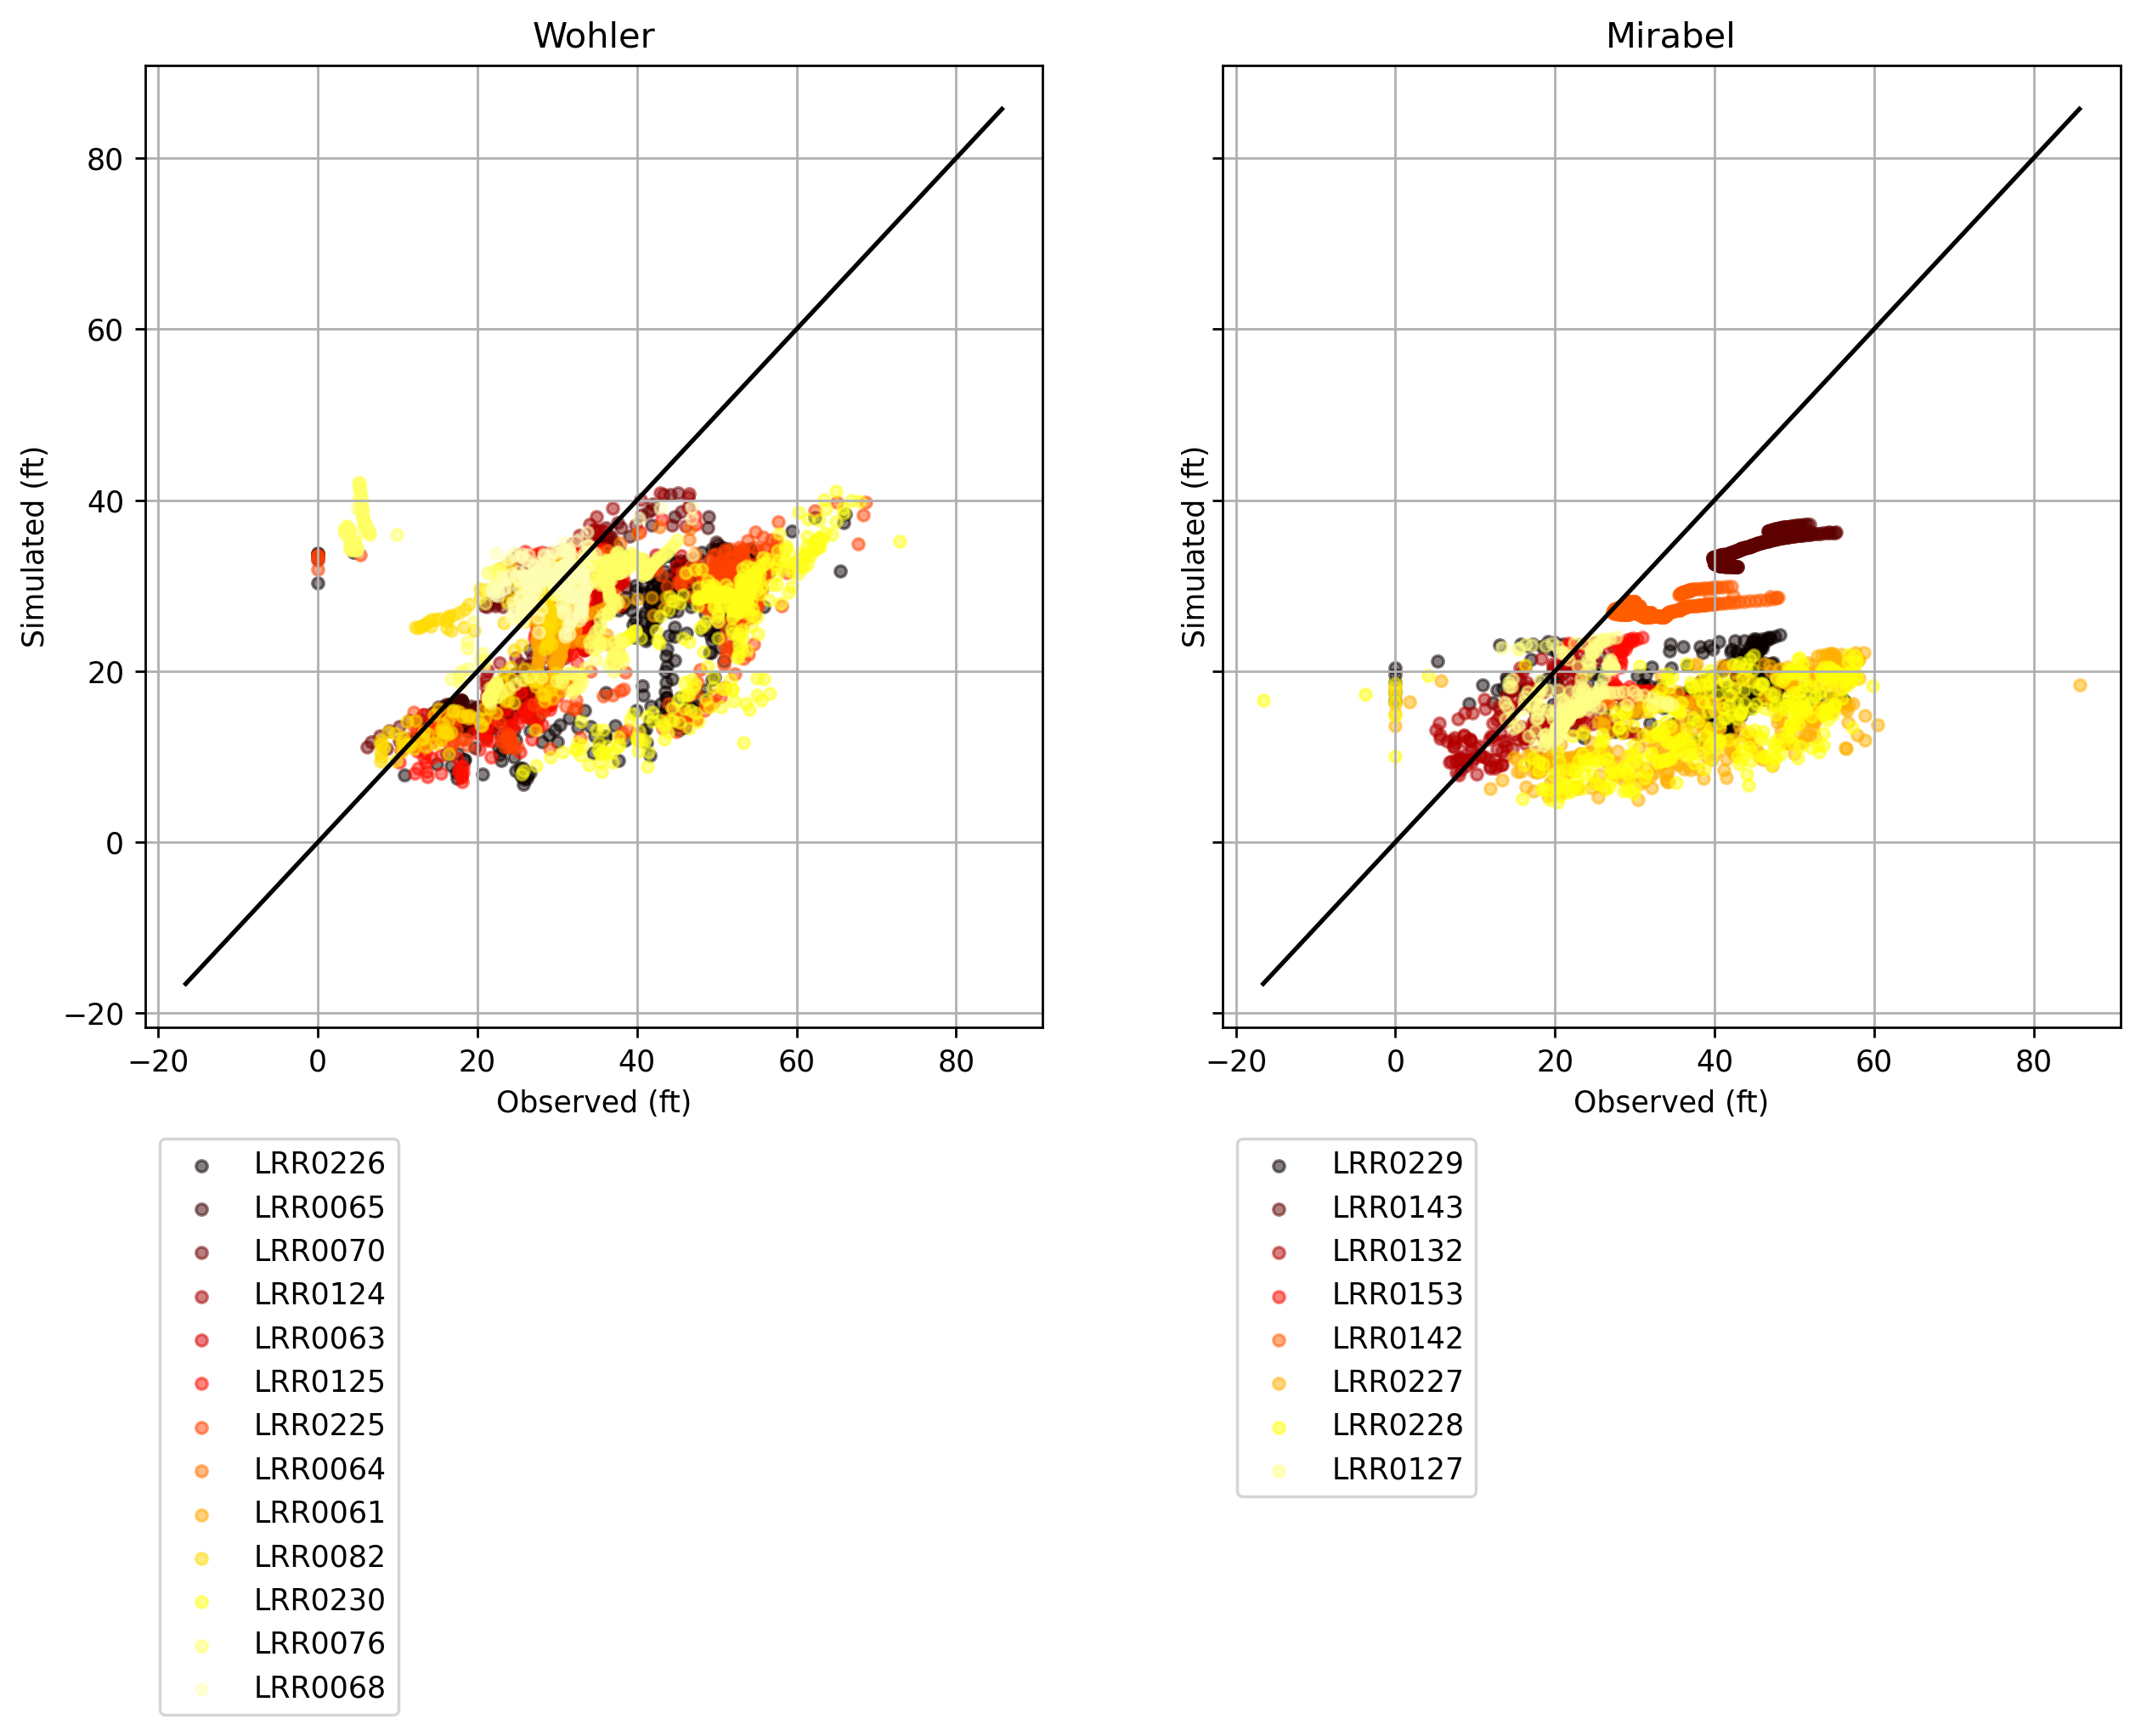 Wohler
80
60
40
20
0
−20
Simulated (ft)
−20 0 20 40 60 80
Observed (ft)
LRR0226
LRR0065
LRR0070
LRR0124
LRR0063
LRR0125
LRR0225
LRR0064
LRR0061
LRR0082
LRR0230
LRR0076
LRR0068
Mirabel
Simulated (ft)
−20 0 20 40 60 80
Observed (ft)
LRR0229
LRR0143
LRR0132
LRR0153
LRR0142
LRR0227
LRR0228
LRR0127